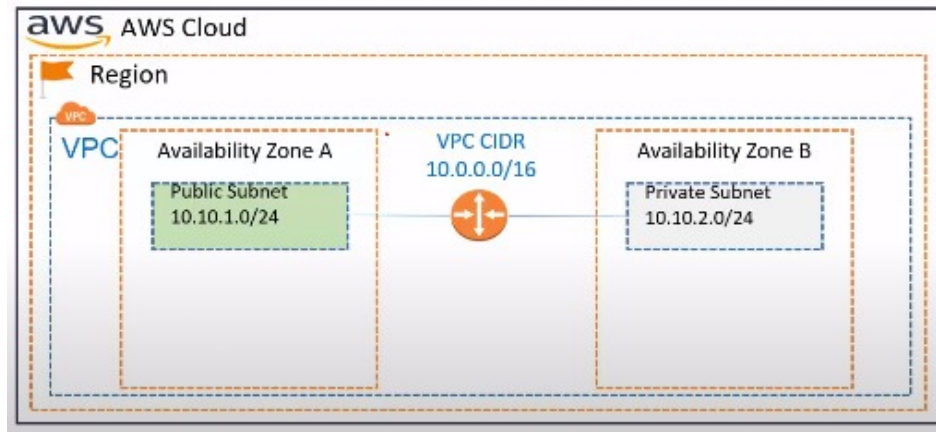 aws AWS Cloud
Region
VPC
VPC
Availability Zone A
Public Subnet
10.10.1.0/24
VPC CIDR
10.0.0.0/16
Availability Zone B
Private Subnet
10.10.2.0/24